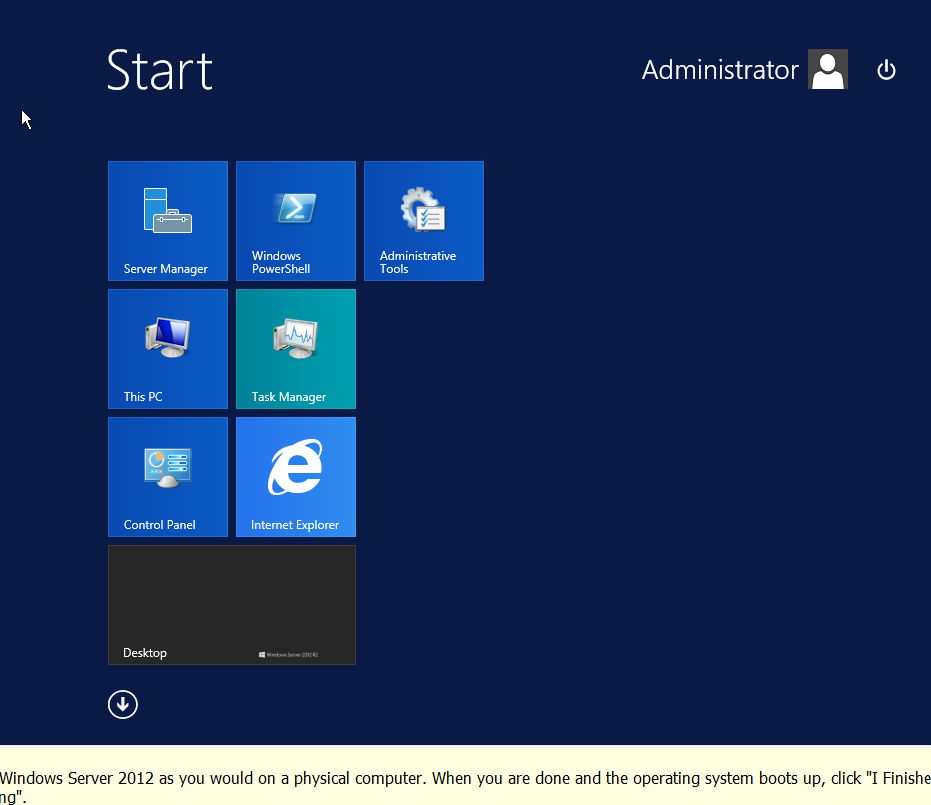 Start
Administrator
Server Manager
Windows
PowerShell
Administrative
Tools
This PC
Task Manager
Control Panel
Internet Explorer
Desktop
Windows Server 2012 R2
Windows Server 2012 as you would on a physical computer. When you are done and the operating system boots up, click "I Finishe
ng".